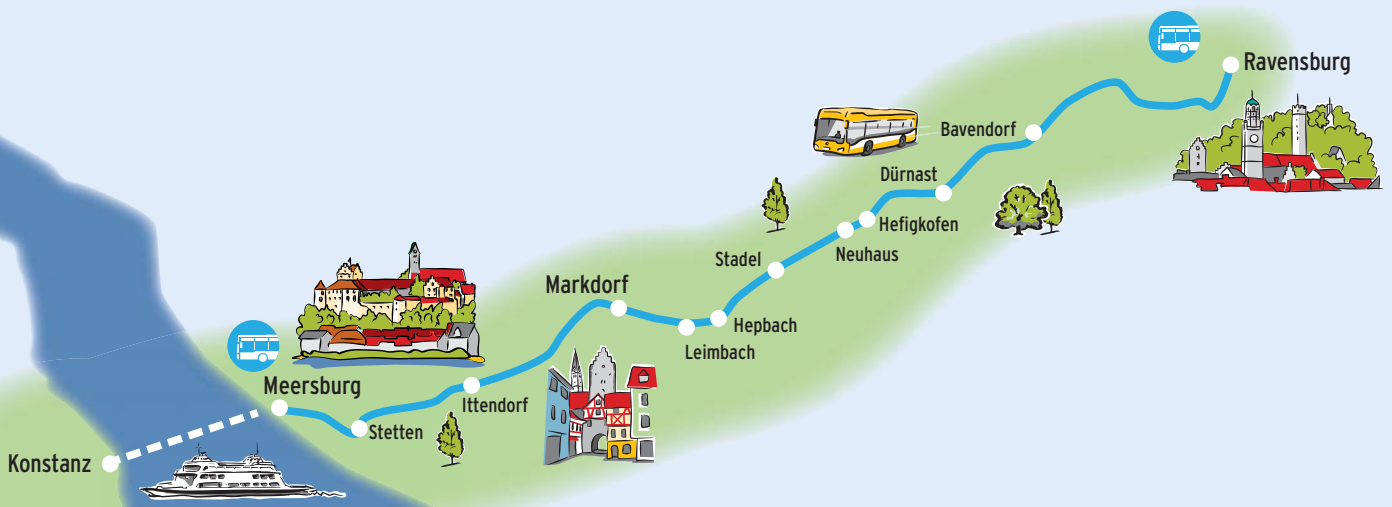 Ravensburg
Bavendorf
Dürnast
Hefigkofen
Neuhaus
Stadel
Markdorf
Hepbach
Leimbach
Meersburg
Ittendorf
Stetten
Konstanz